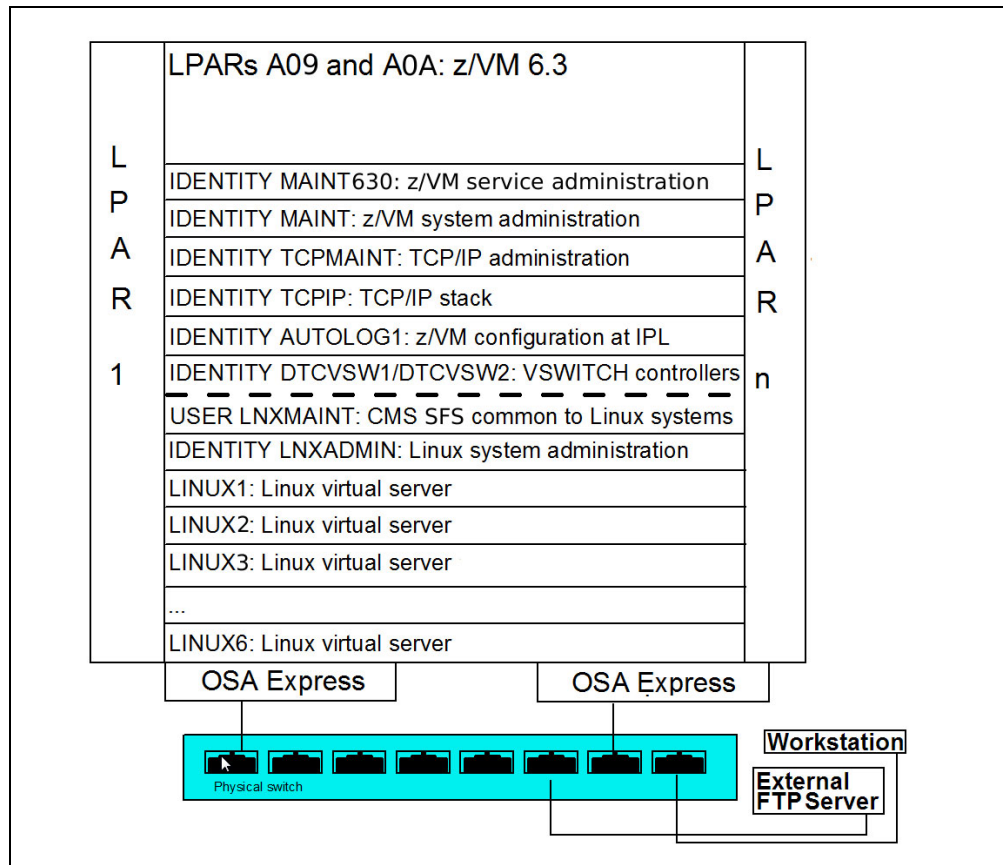 LPARs A09 and A0A: z/VM 6.3
L
P
A
R
1
L
P
A
R
n
IDENTITY MAINT630: z/VM service administration
IDENTITY MAINT: z/VM system administration
IDENTITY TCPMAINT: TCP/IP administration
IDENTITY TCPIP: TCP/IP stack
IDENTITY AUTOLOG1: z/VM configuration at IPL
IDENTITY DTCVSW1/DTCVSW2: VSWITCH controllers
USER LNXMAINT: CMS SFS common to Linux systems
IDENTITY LNXADMIN: Linux system administration
LINUX1: Linux virtual server
LINUX2: Linux virtual server
LINUX3: Linux virtual server
...
LINUX6: Linux virtual server
OSA Express
OSA Express
Physical switch
Workstation
External
FTP Server